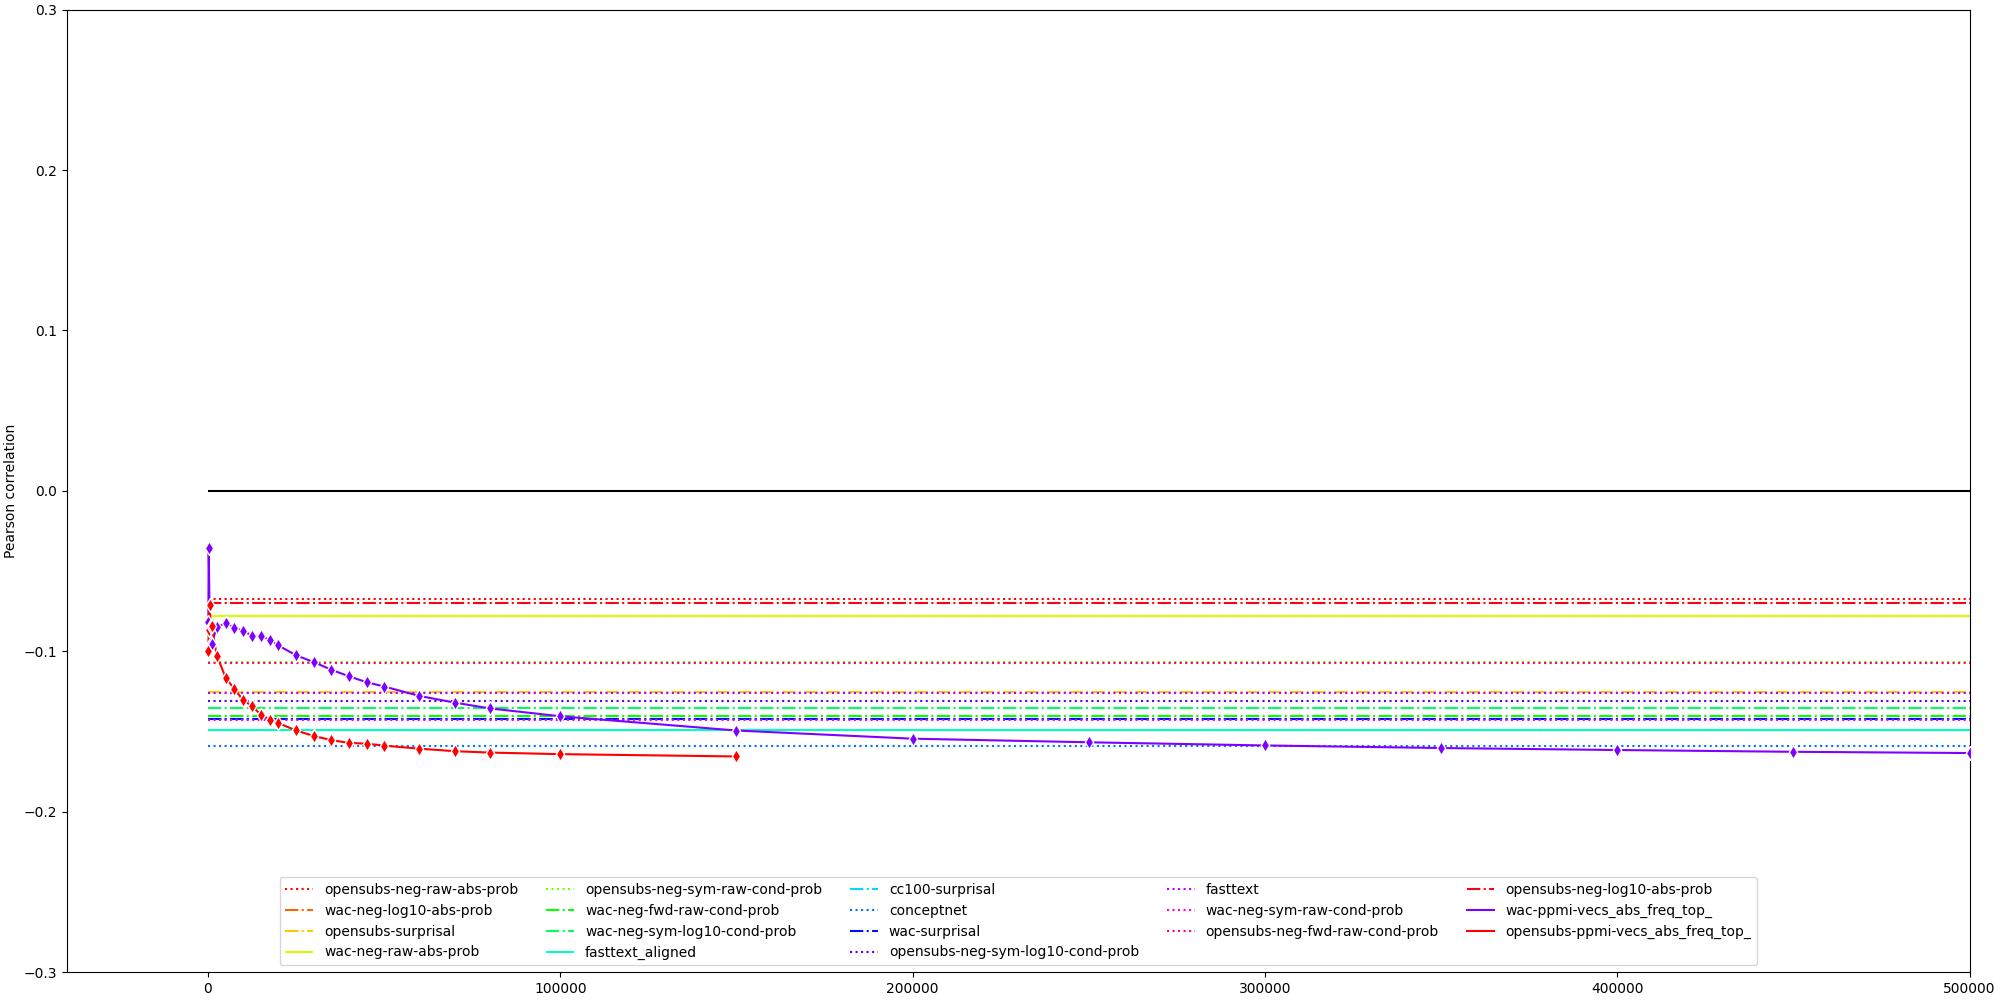 0.3
0.2
0.1
0.0
−0.1
−0.2
−0.3
Pearson correlation
opensubs-neg-raw-abs-prob
wac-neg-log10-abs-prob
opensubs-surprisal
wac-neg-raw-abs-prob
opensubs-neg-sym-raw-cond-prob
wac-neg-fwd-raw-cond-prob
wac-neg-sym-log10-cond-prob
fasttext_aligned
cc100-surprisal
conceptnet
wac-surprisal
opensubs-neg-sym-log10-cond-prob
fasttext
wac-neg-sym-raw-cond-prob
opensubs-neg-fwd-raw-cond-prob
opensubs-neg-log10-abs-prob
wac-ppmi-vecs_abs_freq_top_
opensubs-ppmi-vecs_abs_freq_top_
0
100000
200000
300000
400000
500000